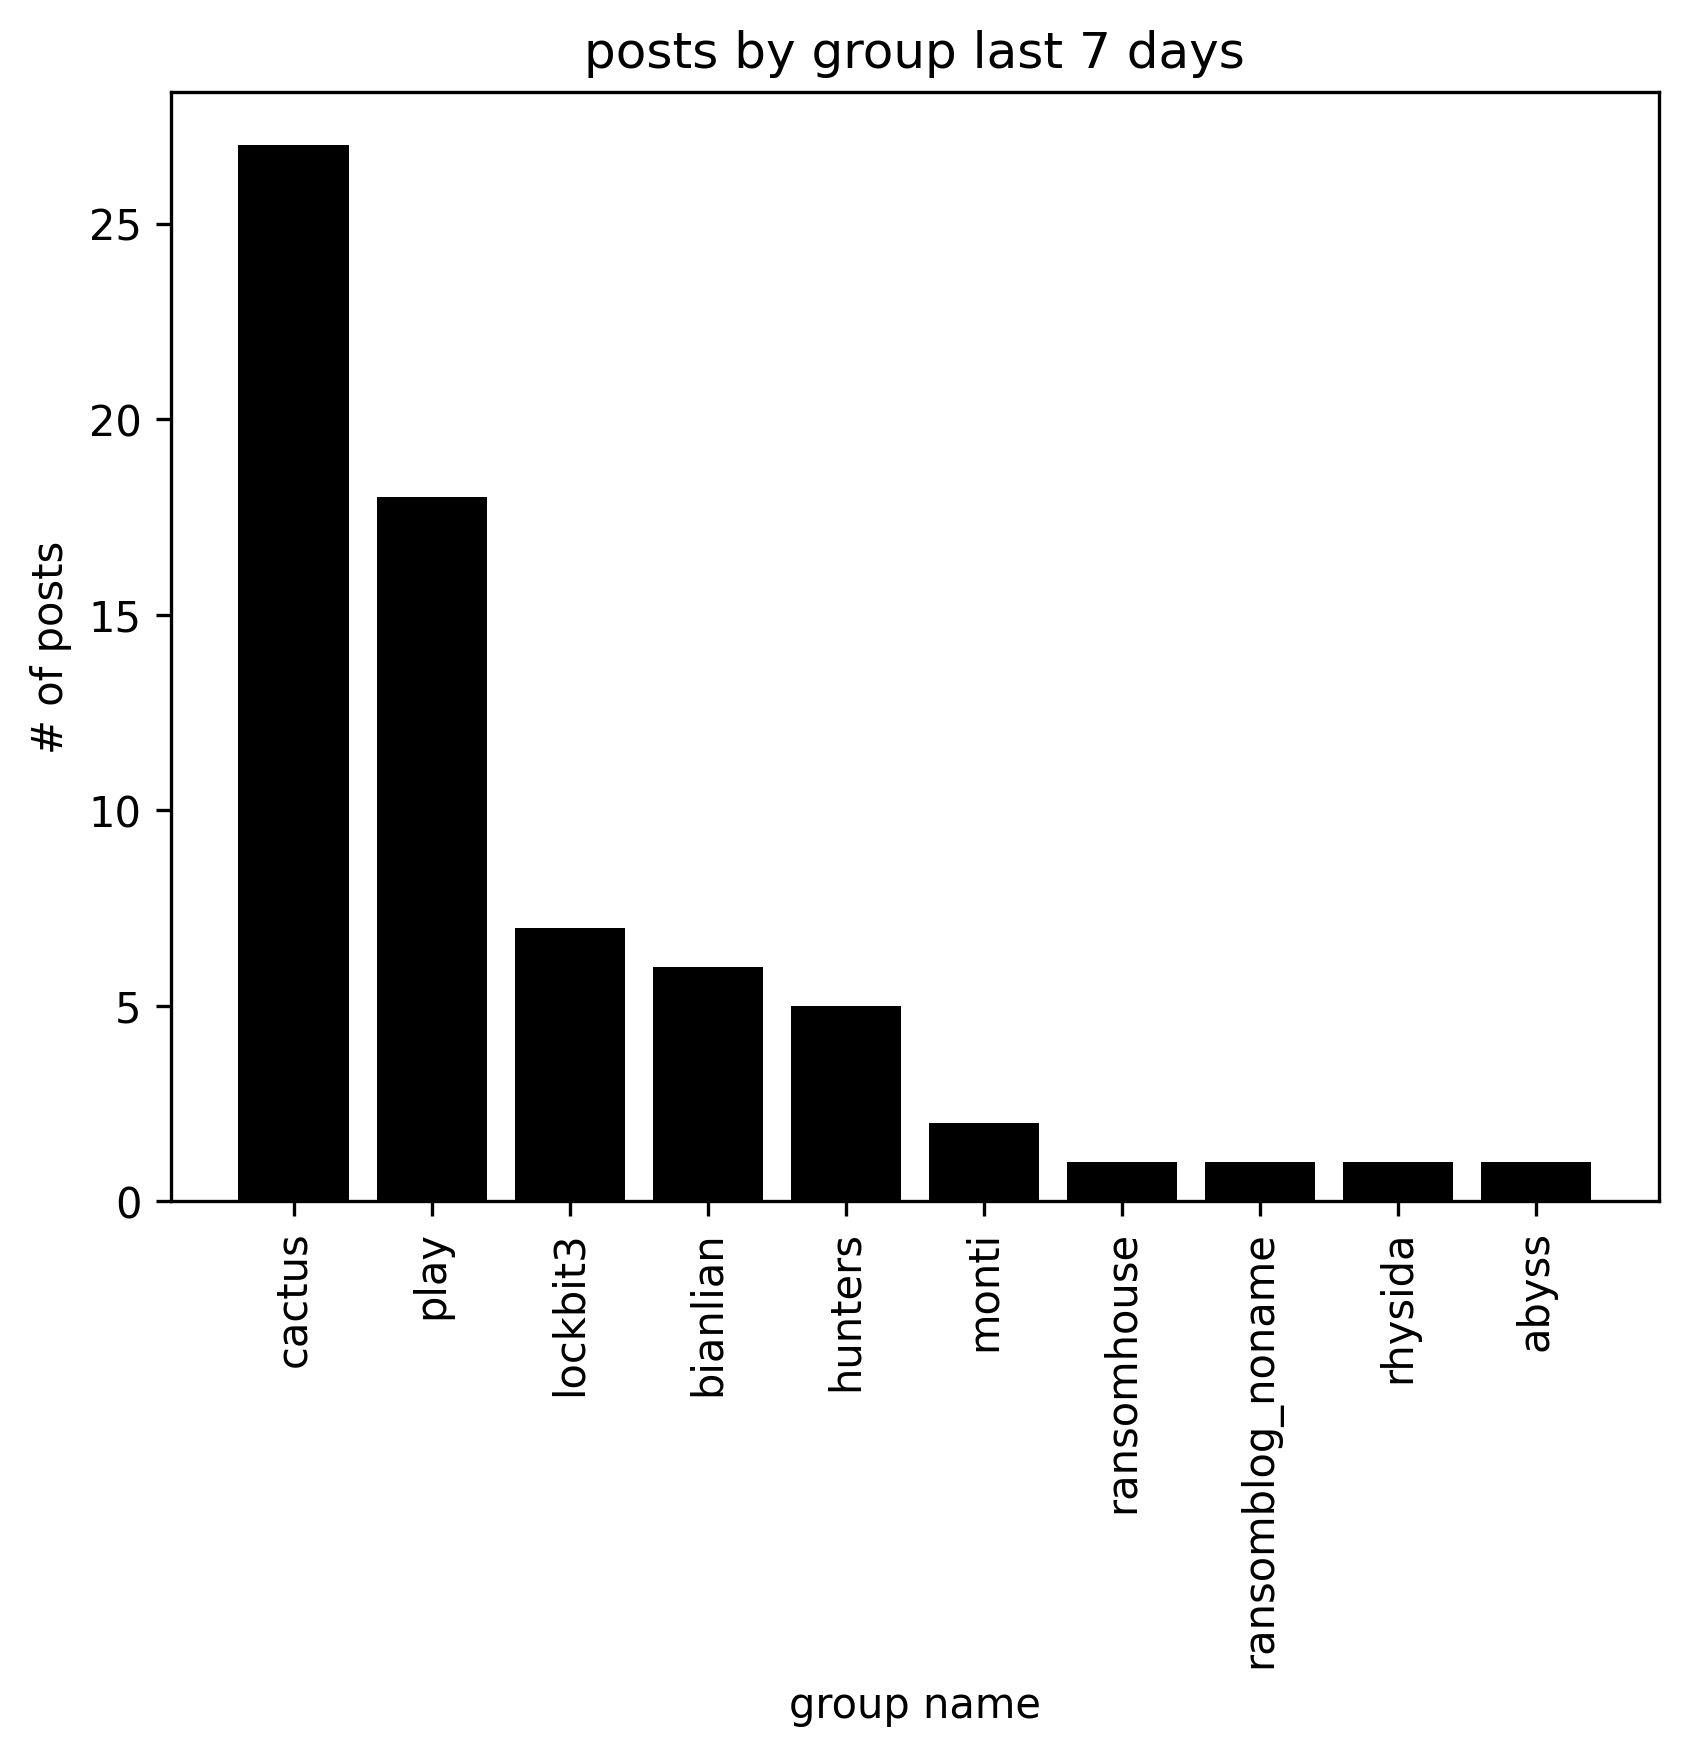 posts by group last 7 days
# of posts
25
20
15
10
5
0
cactus
play
lockbit3
bianlian
hunters
monti
ransomhouse
ransomblog_noname
rhysida
abyss
group name